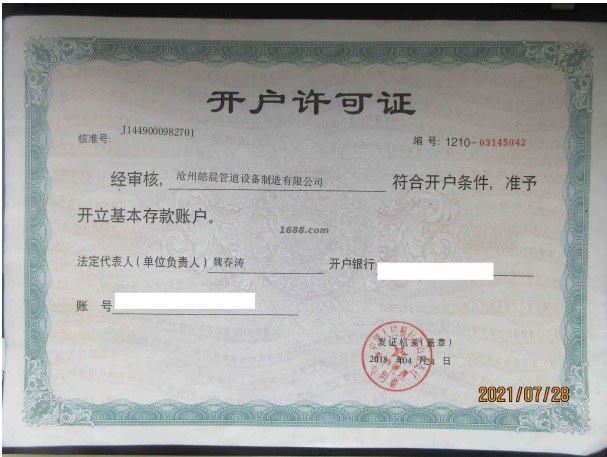 开户许可证
核准号: J1449000982701
编号: 1210-03145042
经审核, 沧州皓晨管道设备制造有限公司 符合开户条件, 准予
开立基本存款账户。
1688.com
法定代表人(单位负责人) 魏春涛 开户银行
账 号
发证机关(盖章)
2018 年04 月24 日
2021/07/28